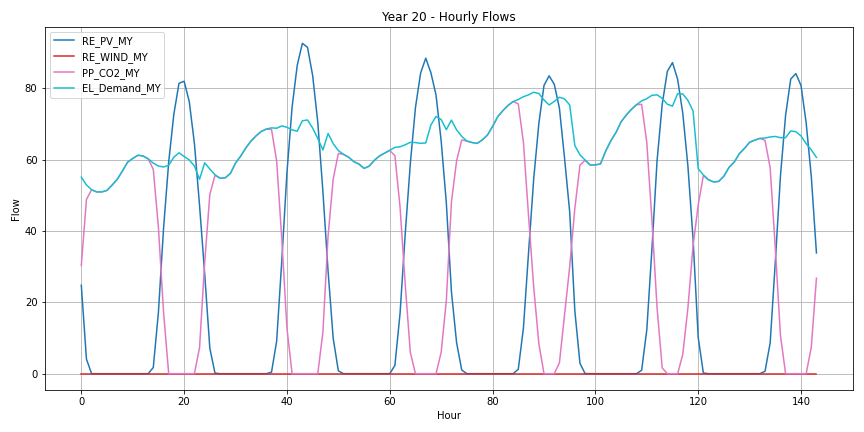 Year 20 - Hourly Flows
RE_PV_MY
RE_WIND_MY
PP_CO2_MY
EL_Demand_MY
Flow
80
60
40
20
0
0 20 40 60 80 100 120 140
Hour